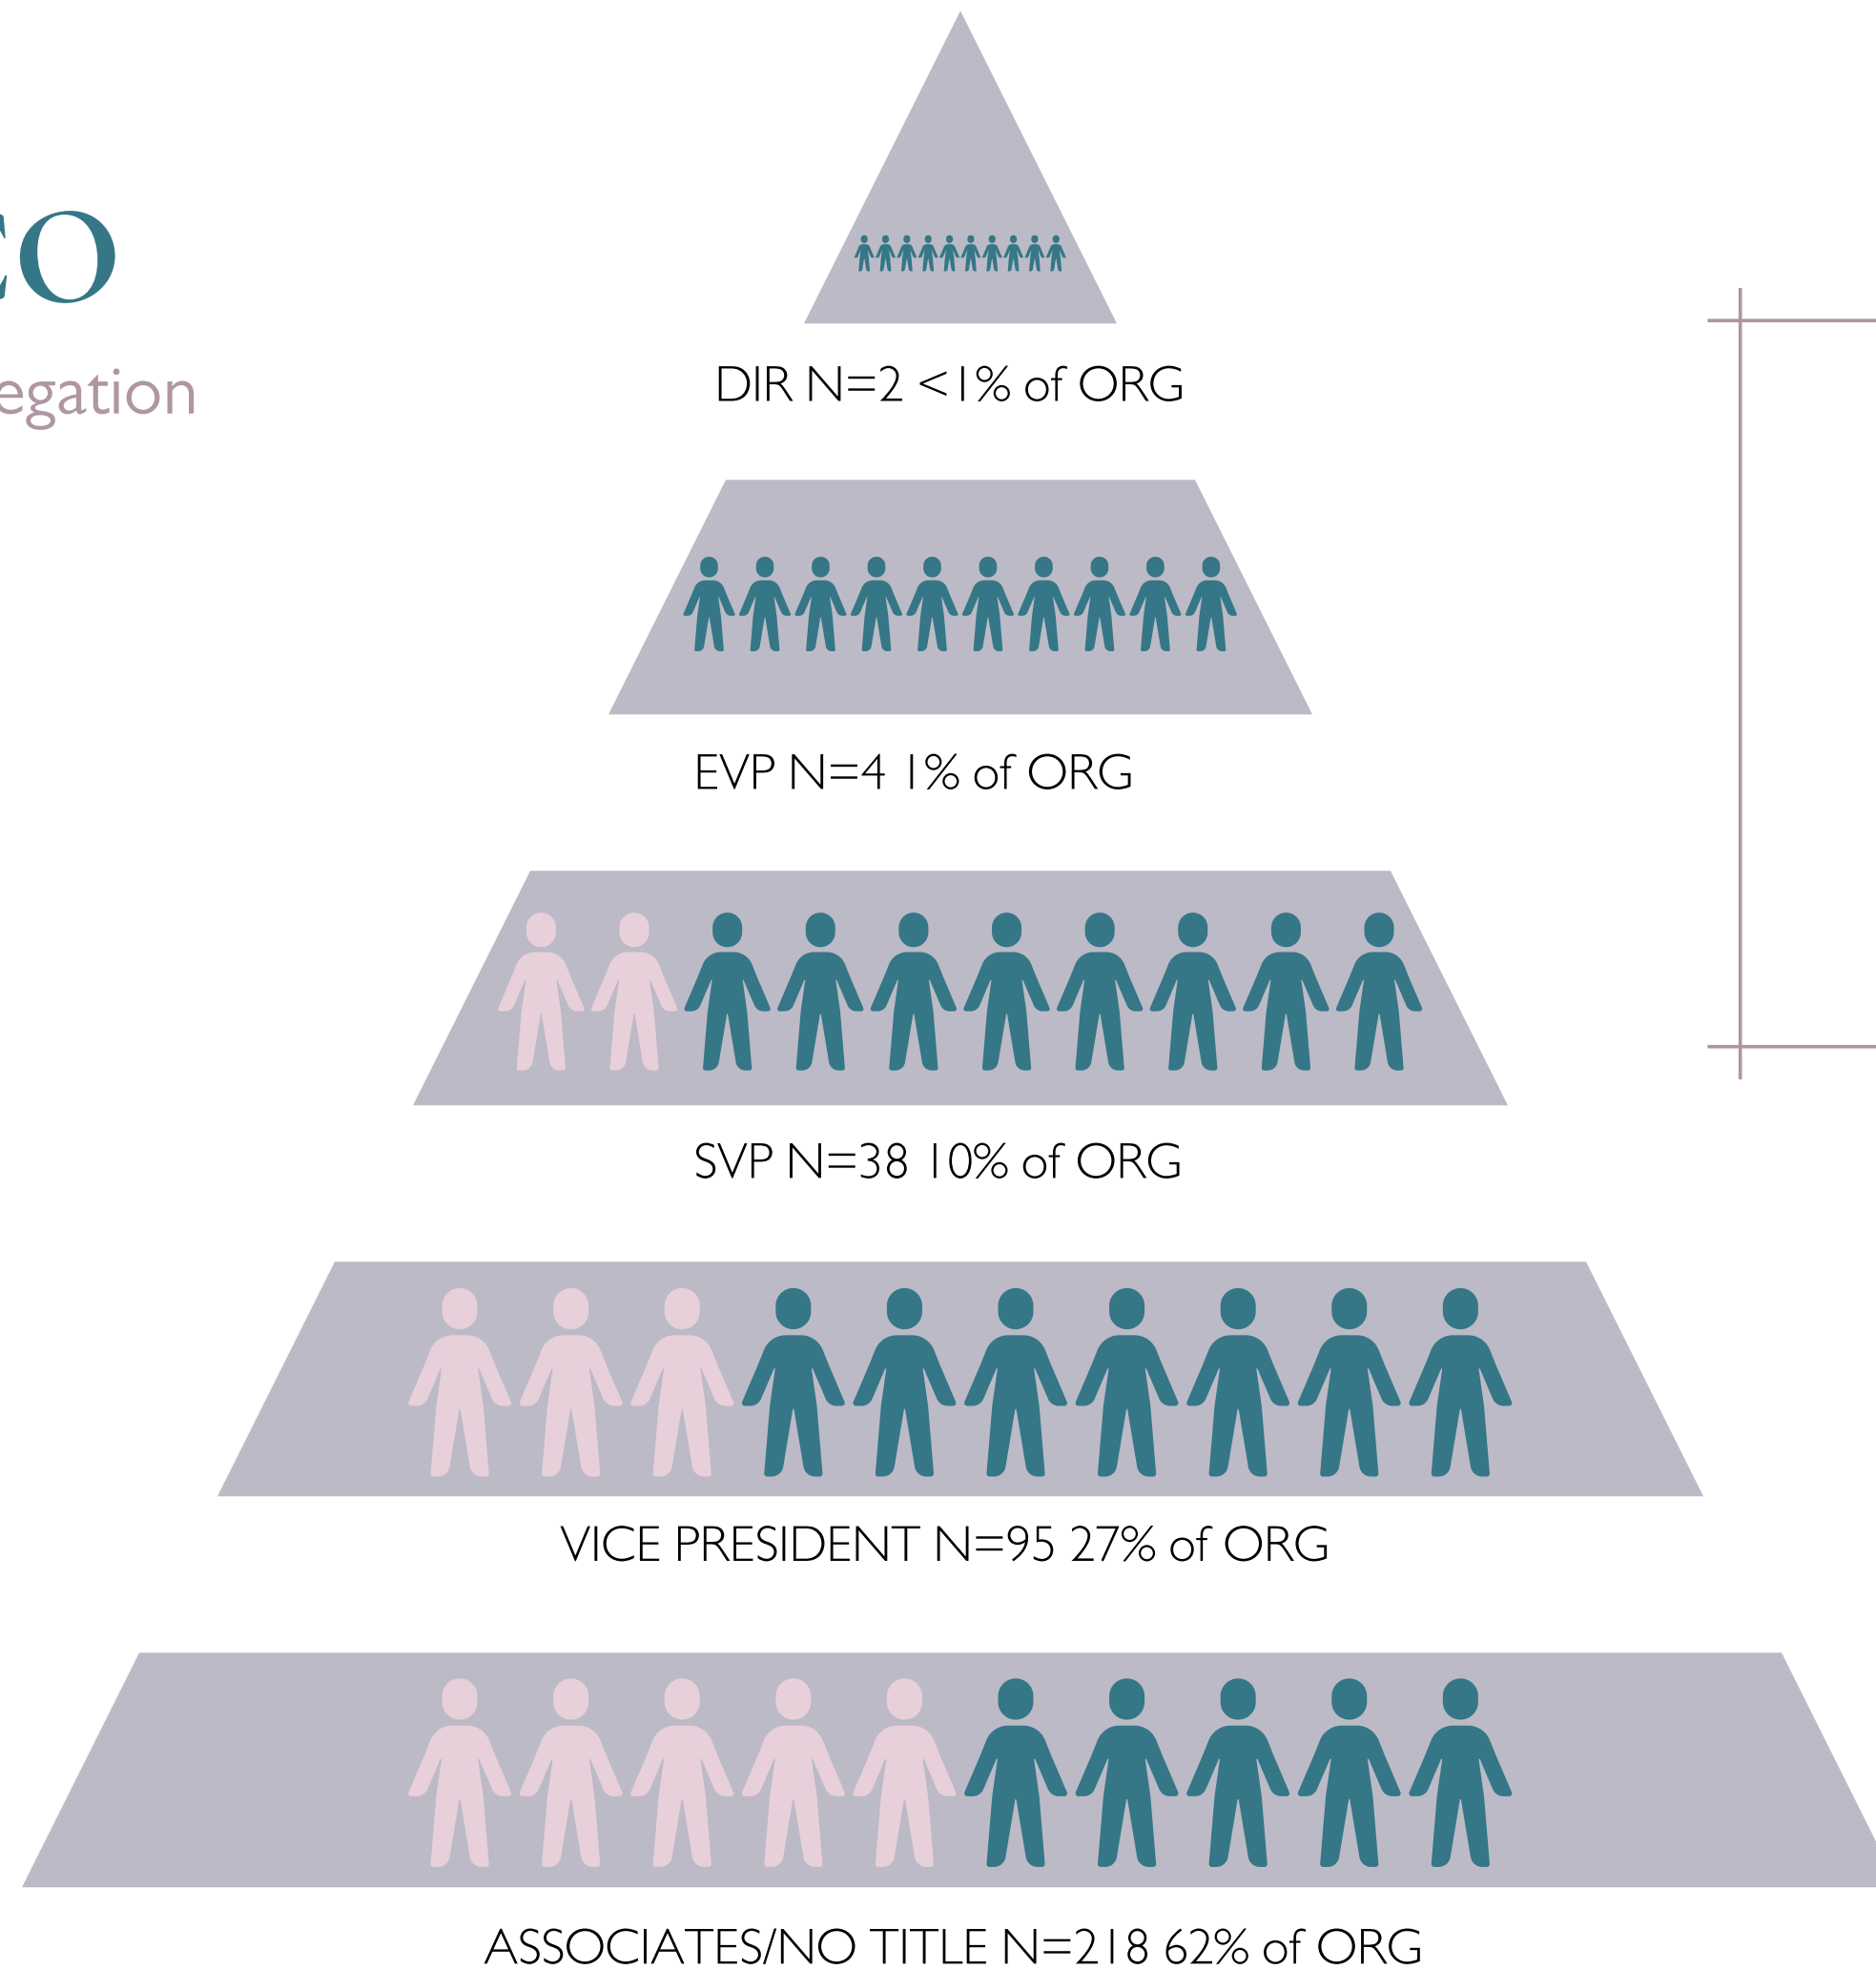 CO
egation
DIR N=2 <1% of ORG
EVP N=4 1% of ORG
SVP N=38 10% of ORG
VICE PRESIDENT N=95 27% of ORG
ASSOCIATES/NO TITLE N=218 62% of ORG